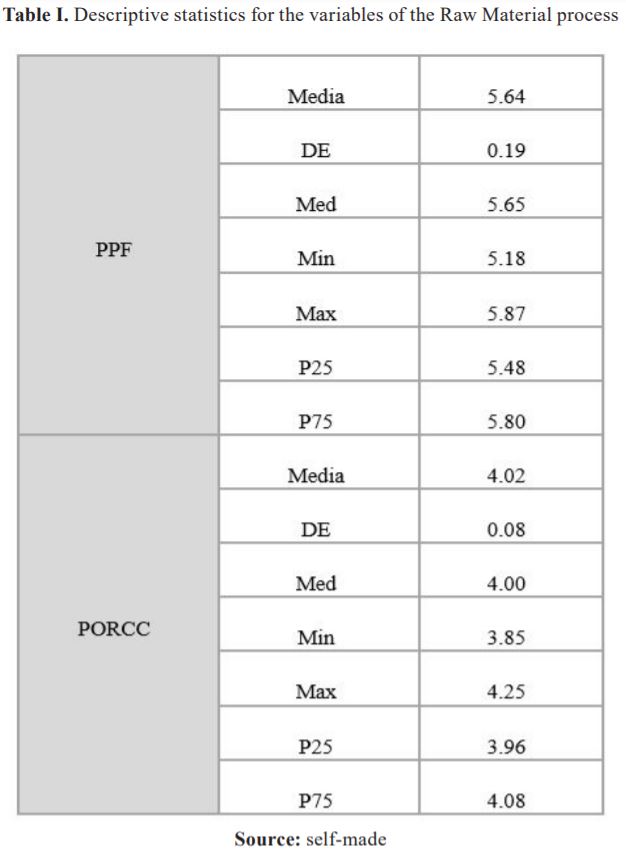 Table I. Descriptive statistics for the variables of the Raw Material process
PPF
Media 5.64
DE 0.19
Med 5.65
Min 5.18
Max 5.87
P25 5.48
P75 5.80
PORCC
Media 4.02
DE 0.08
Med 4.00
Min 3.85
Max 4.25
P25 3.96
P75 4.08
Source: self-made